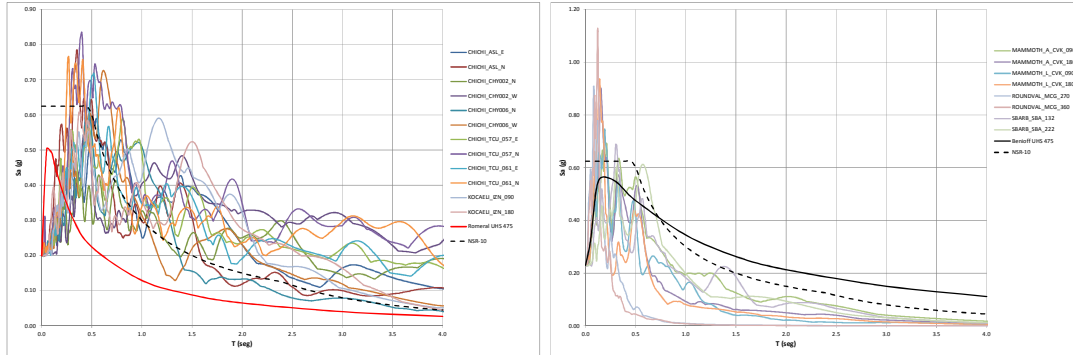 0.90
0.80
0.70
0.60
0.50
0.40
0.30
0.20
0.10
0.00
Sa (g)
0.0 0.5 1.0 1.5 2.0 2.5 3.0 3.5 4.0
T (seg)
CHICHI_ASL_E
CHICHI_ASL_N
CHICHI_CHY002_N
CHICHI_CHY002_W
CHICHI_CHY006_N
CHICHI_CHY006_W
CHICHI_TCU_057_E
CHICHI_TCU_057_N
CHICHI_TCU_061_E
CHICHI_TCU_061_N
KOCAELI_IZN_090
KOCAELI_IZN_180
Romeral UHS 475
NSR-10
1.20
1.00
0.80
0.60
0.40
0.20
0.00
Sa (g)
0.0 0.5 1.0 1.5 2.0 2.5 3.0 3.5 4.0
T (seg)
MAMMOTH_A_CVK_090
MAMMOTH_A_CVK_180
MAMMOTH_L_CVK_090
MAMMOTH_L_CVK_180
ROUNDVAL_MCG_270
ROUNDVAL_MCG_360
SBARB_SBA_132
SBARB_SBA_222
Benioff UHS 475
NSR-10